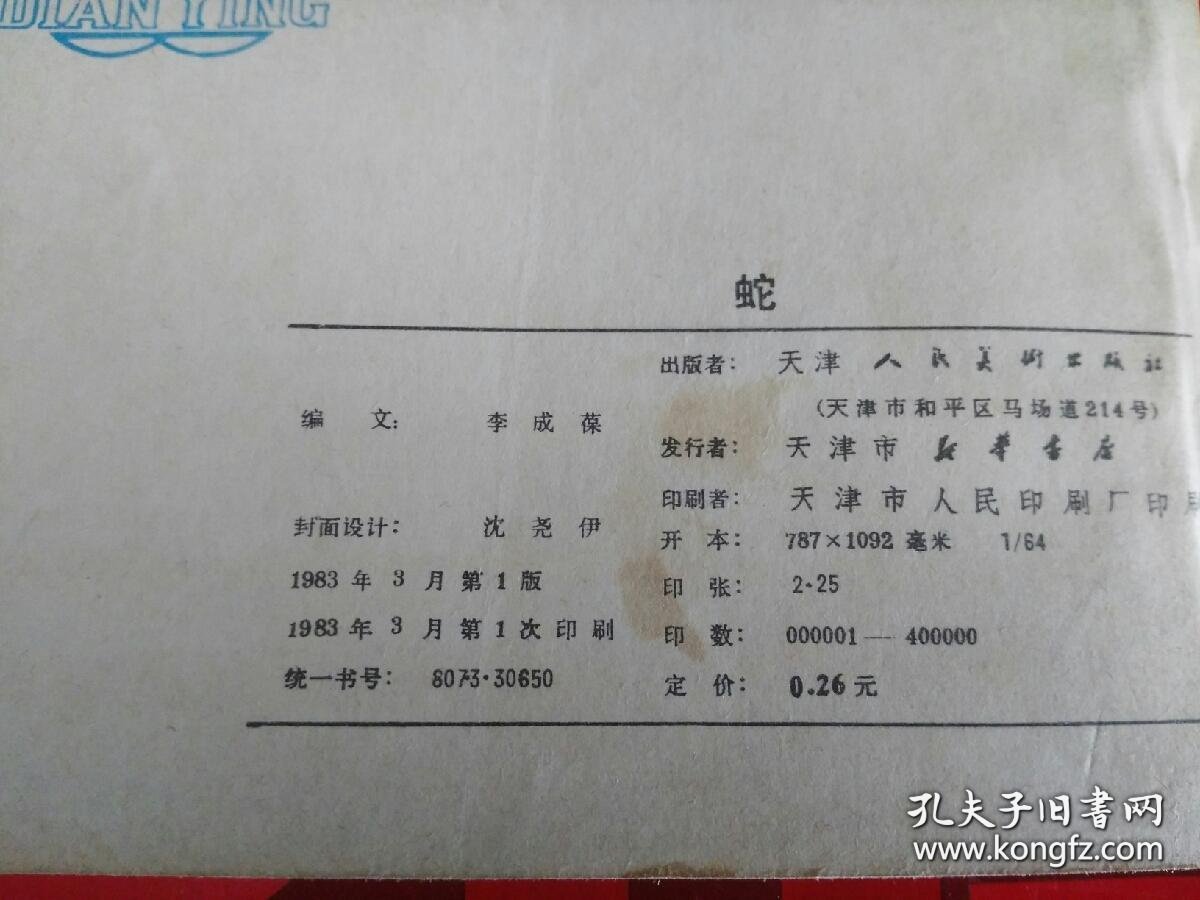 DIAN YING
蛇
编 文: 李成葆
封面设计: 沈尧伊
1983年3月第1版
1983年3月第1次印刷
统一书号: 8073·30650
出版者: 天津人民美術出版社
(天津市和平区马场道214号)
发行者: 天津市新华书店
印刷者: 天津市人民印刷厂印刷
开 本: 787×1092毫米 1/64
印 张: 2·25
印 数: 000001—400000
定 价: 0.26元
孔夫子旧书网
www.kongfz.com